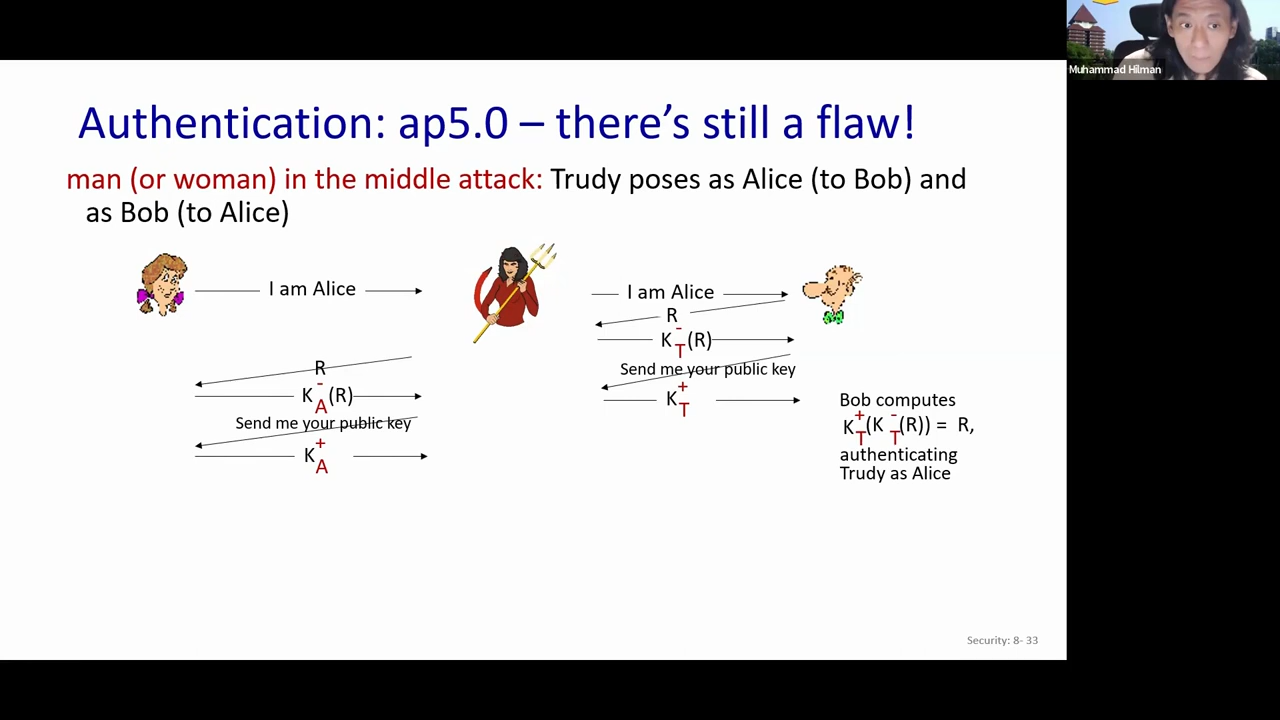 Muhammad Hilman
Authentication: ap5.0 – there's still a flaw!
man (or woman) in the middle attack: Trudy poses as Alice (to Bob) and
as Bob (to Alice)
I am Alice
R
K A - (R)
Send me your public key
K A +
I am Alice
R
K T - (R)
Send me your public key
K T +
Bob computes
K T + (K T - (R)) = R,
authenticating
Trudy as Alice
Security: 8- 33